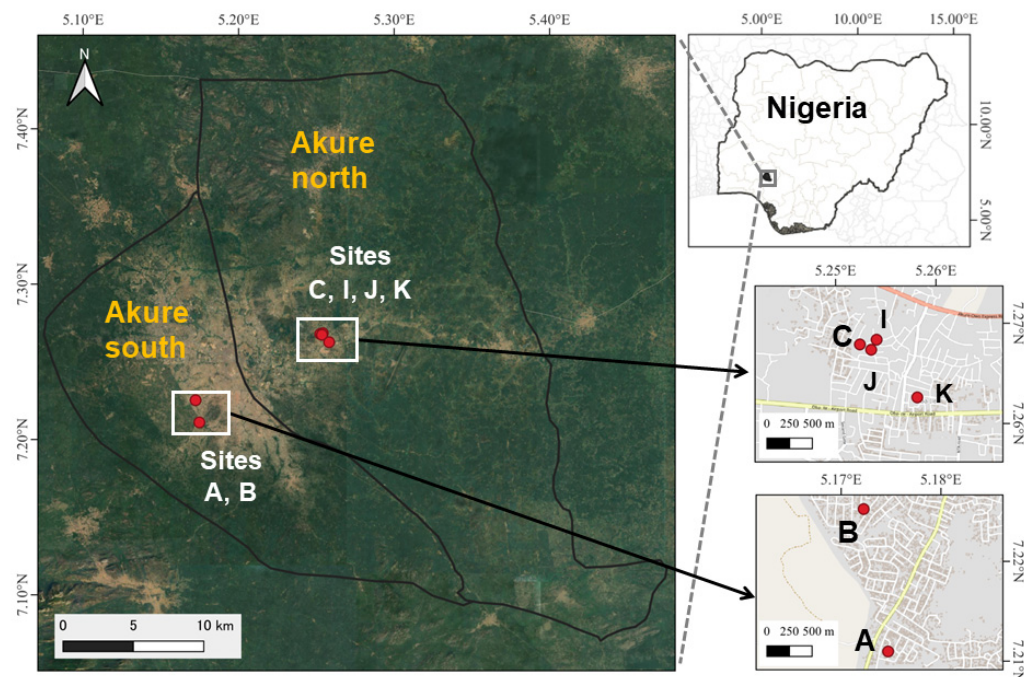 5.10°E
5.20°E
5.30°E
5.40°E
7.40°N
7.30°N
7.20°N
7.10°N
N
Akure
north
Sites
C, I, J, K
Akure
south
Sites
A, B
0
5
10 km
5.00°E
10.00°E
15.00°E
10.00°N
5.00°N
Nigeria
5.25°E
5.26°E
7.27°N
7.26°N
C
I
J
K
0 250 500 m
5.17°E
5.18°E
7.22°N
7.21°N
B
A
0 250 500 m